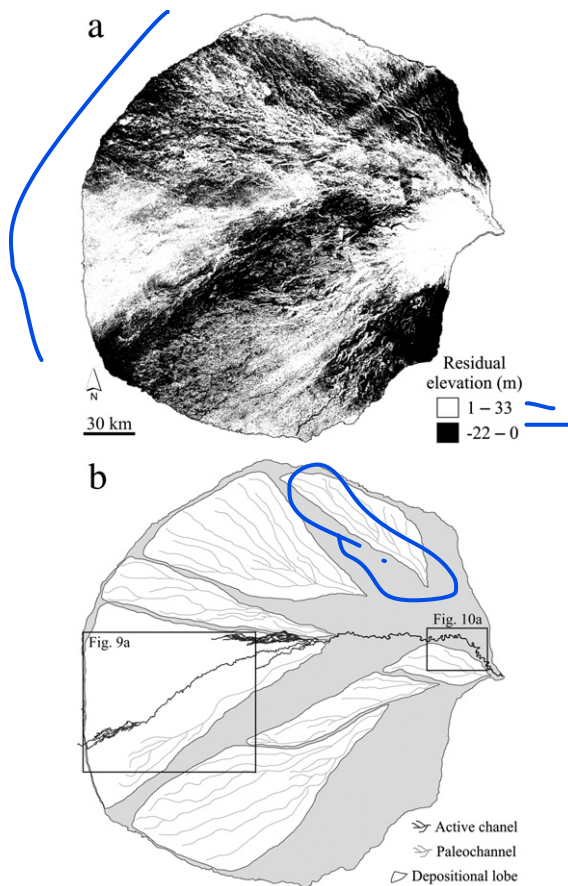 a
Residual
elevation (m)
1 – 33
-22 – 0
N
30 km
b
Fig. 10a
Fig. 9a
Active chanel
Paleochannel
Depositional lobe